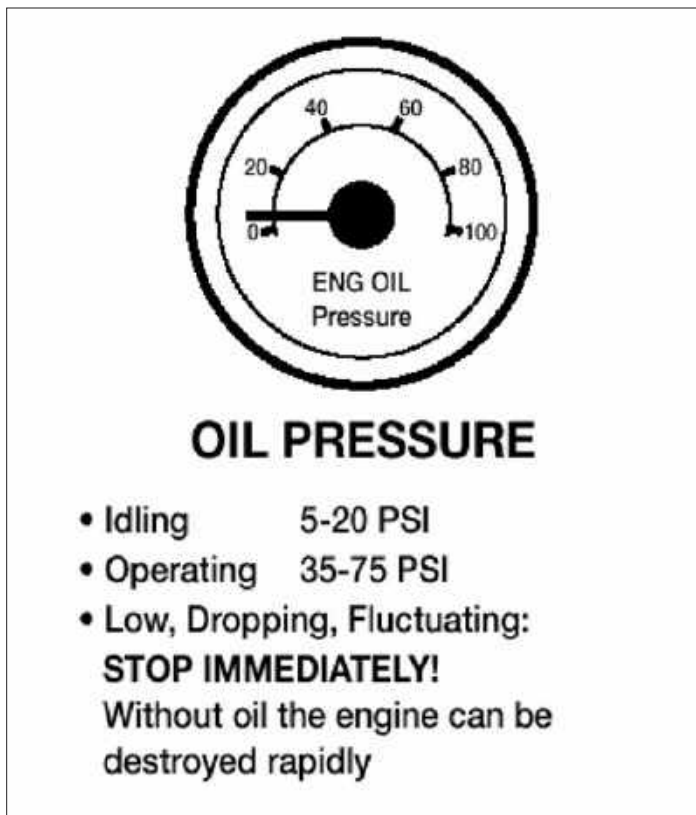 40 60
20 80
0 100
ENG OIL
Pressure
OIL PRESSURE
• Idling 5-20 PSI
• Operating 35-75 PSI
• Low, Dropping, Fluctuating:
STOP IMMEDIATELY!
Without oil the engine can be
destroyed rapidly